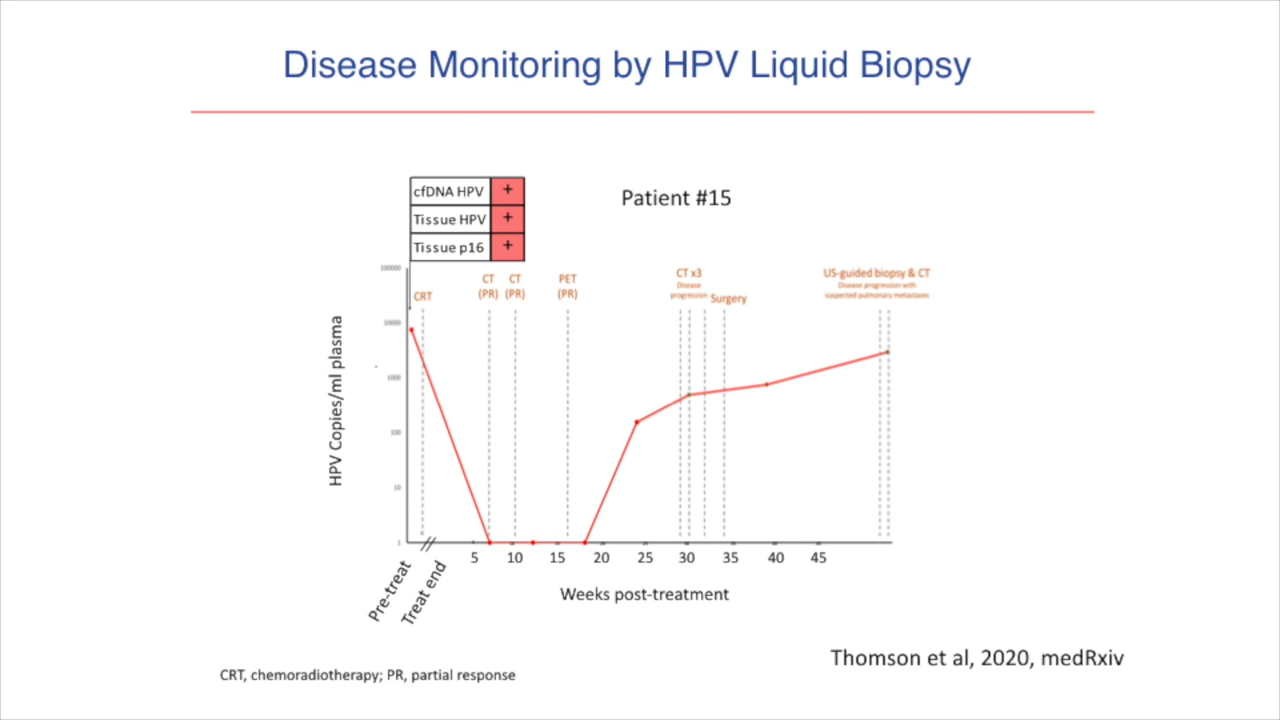 Disease Monitoring by HPV Liquid Biopsy
cfDNA HPV +
Tissue HPV +
Tissue p16 +
Patient #15
CRT
CT
(PR)
CT
(PR)
PET
(PR)
CT x3
Disease
progression
Surgery
US-guided biopsy & CT
Disease progression with
suspected pulmonary metastases
HPV Copies/ml plasma
100000
10000
1000
100
10
1
Pre-treat
Treat end
5 10 15 20 25 30 35 40 45
Weeks post-treatment
Thomson et al, 2020, medRxiv
CRT, chemoradiotherapy; PR, partial response